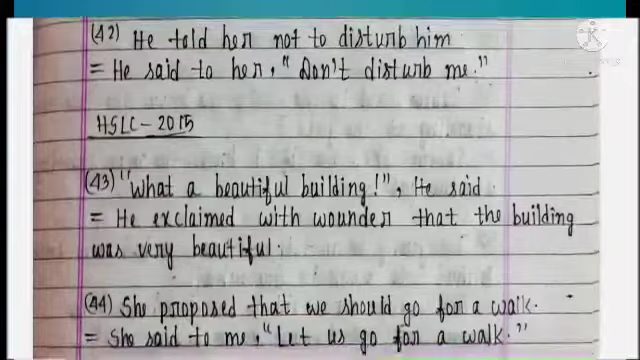 (42) He told her not to disturb him
= He said to her, "Don't disturb me."
HSLC - 2015
(43) "What a beautiful building!", He said
= He exclaimed with wounder that the building
was very beautiful.
(44) She proposed that we should go for a walk.
= She said to me, "Let us go for a walk."